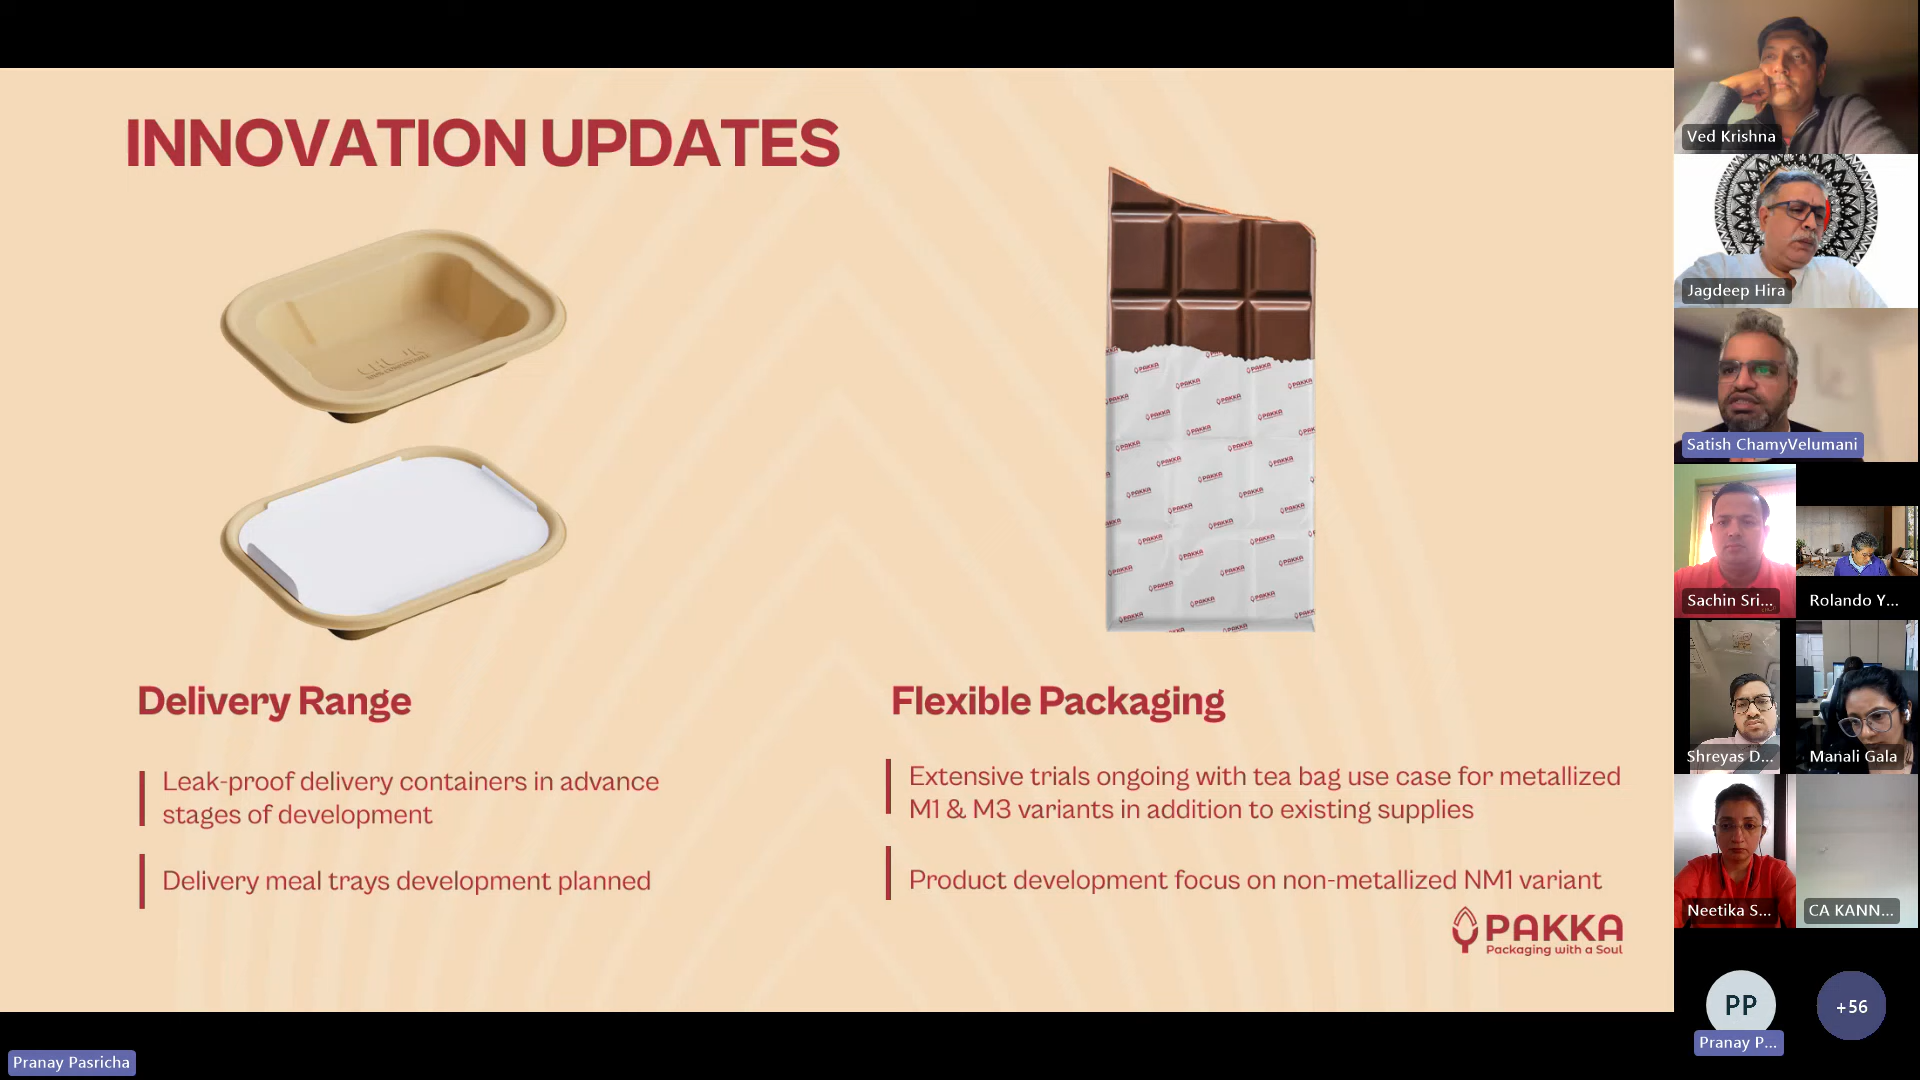 INNOVATION UPDATES
CHUK
PAKKA
Delivery Range
Leak-proof delivery containers in advance
stages of development
Delivery meal trays development planned
Flexible Packaging
Extensive trials ongoing with tea bag use case for metallized
M1 & M3 variants in addition to existing supplies
Product development focus on non-metallized NM1 variant
PAKKA
Packaging with a Soul
Pranay Pasricha
Ved Krishna
Jagdeep Hira
Satish ChamyVelumani
Sachin Sri...
Rolando Y...
Shreyas D...
Manali Gala
Neetika S...
CA KANN...
PP
Pranay P...
+56